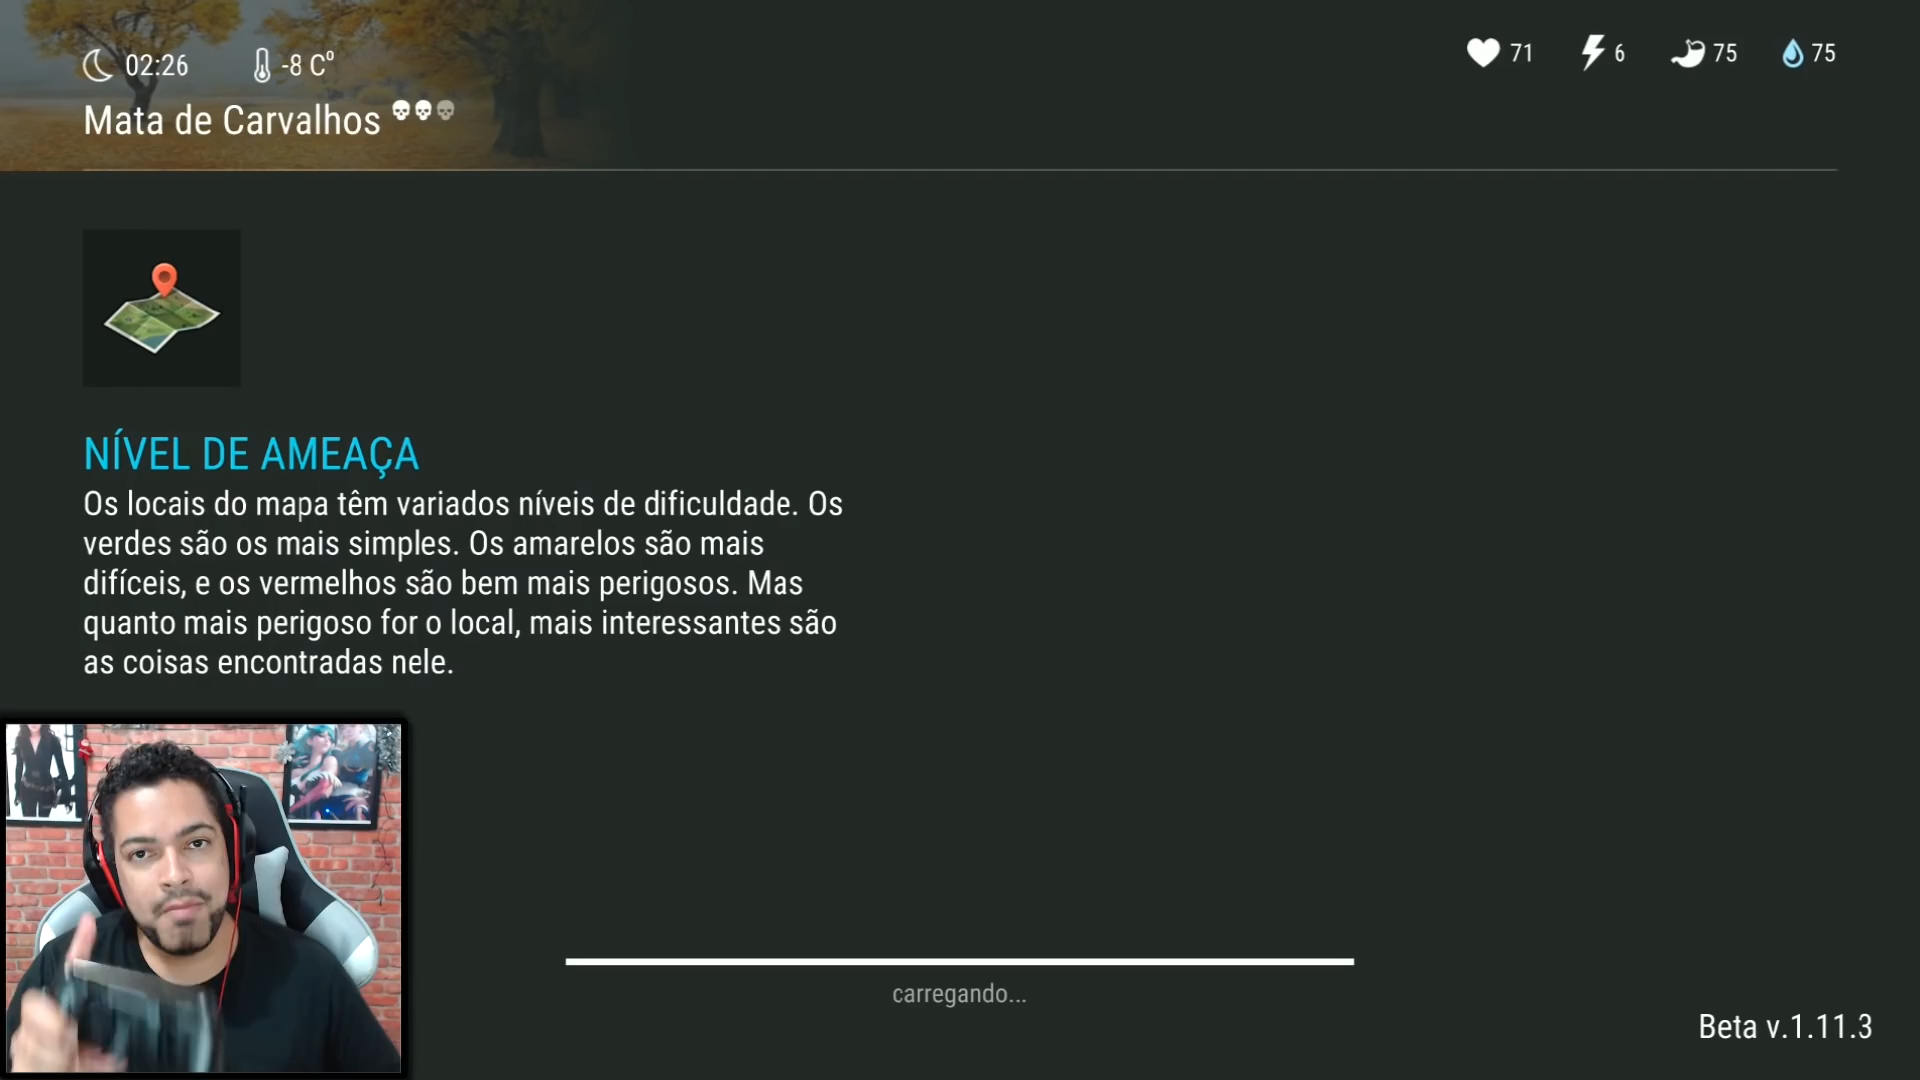 02:26
-8 Cº
71
6
75
75
Mata de Carvalhos
NÍVEL DE AMEAÇA
Os locais do mapa têm variados níveis de dificuldade. Os
verdes são os mais simples. Os amarelos são mais
difíceis, e os vermelhos são bem mais perigosos. Mas
quanto mais perigoso for o local, mais interessantes são
as coisas encontradas nele.
carregando...
Beta v.1.11.3